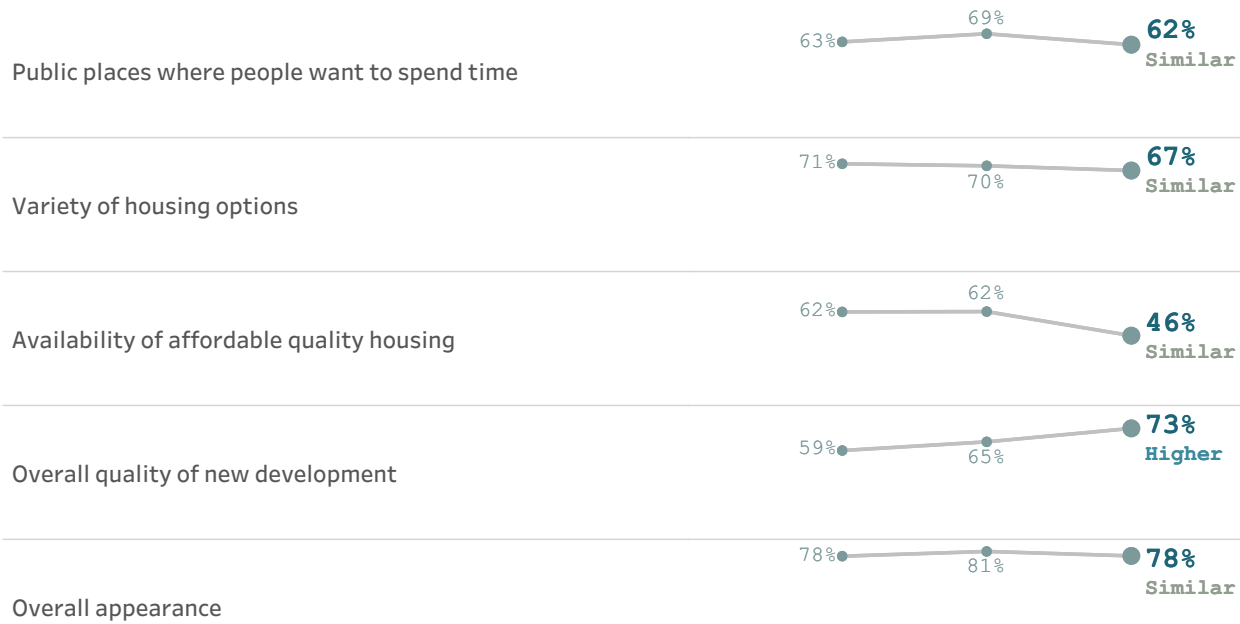 69%
63%
62%
Public places where people want to spend time
Similar
71%
67%
70%
Similar
Variety of housing options
62%
62%
46%
Availability of affordable quality housing
Similar
59%
73%
65%
Higher
Overall quality of new development
78%
81%
78%
Similar
Overall appearance